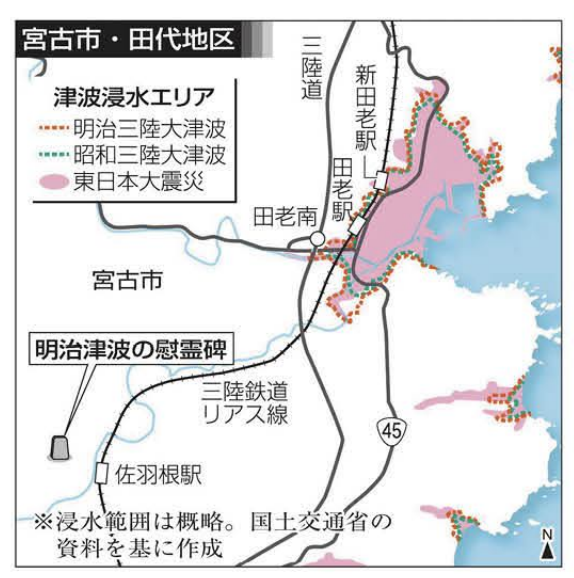 宮古市・田代地区
津波浸水エリア
明治三陸大津波
昭和三陸大津波
東日本大震災
三陸道
新田老駅
田老駅
田老南
宮古市
明治津波の慰霊碑
三陸鉄道
リアス線
45
佐羽根駅
※浸水範囲は概略。国土交通省の
資料を基に作成
N